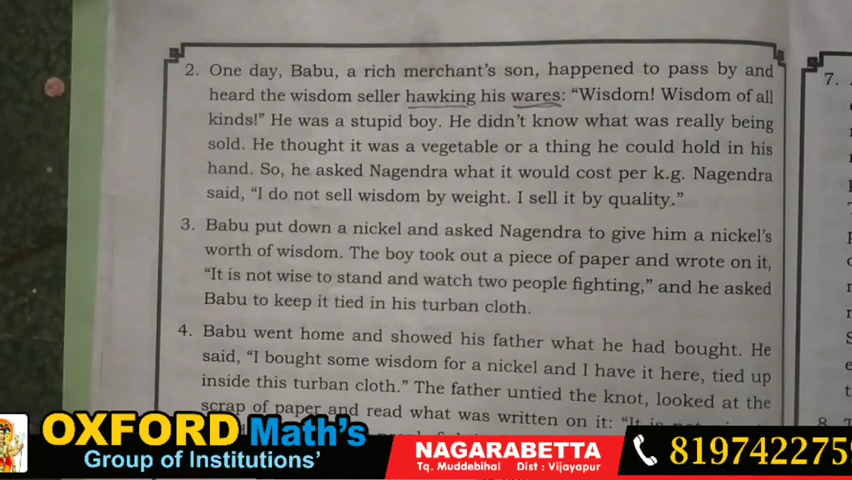 2. One day, Babu, a rich merchant's son, happened to pass by and
heard the wisdom seller hawking his wares: "Wisdom! Wisdom of all
kinds!" He was a stupid boy. He didn't know what was really being
sold. He thought it was a vegetable or a thing he could hold in his
hand. So, he asked Nagendra what it would cost per k.g. Nagendra
said, "I do not sell wisdom by weight. I sell it by quality."
3. Babu put down a nickel and asked Nagendra to give him a nickel's
worth of wisdom. The boy took out a piece of paper and wrote on it,
"It is not wise to stand and watch two people fighting," and he asked
Babu to keep it tied in his turban cloth.
4. Babu went home and showed his father what he had bought. He
said, "I bought some wisdom for a nickel and I have it here, tied up
inside this turban cloth." The father untied the knot, looked at the
scrap of paper and read what was written on it: "It is
7.
8.
OXFORD Math's
Group of Institutions'
NAGARABETTA
Tq. Muddebihal Dist : Vijayapur
819742275